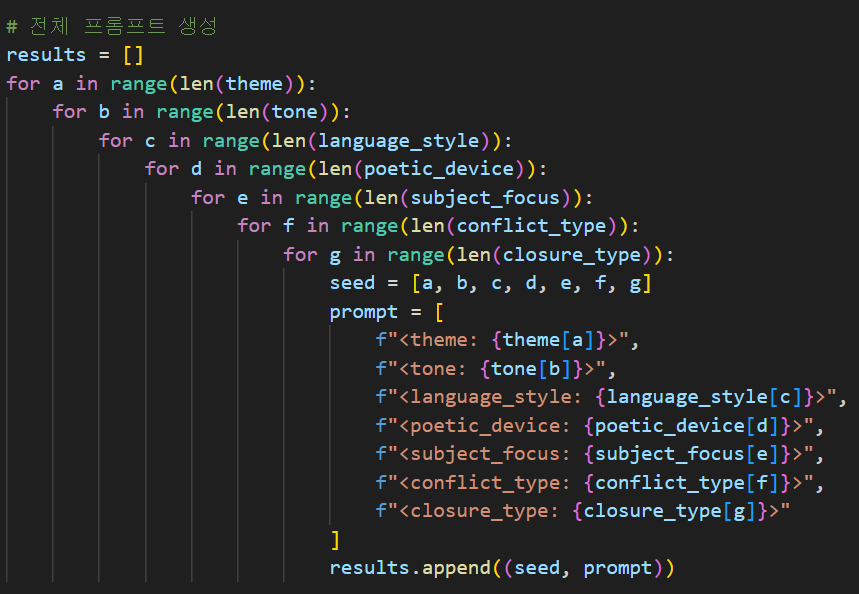 # 전체 프롬프트 생성
results = []
for a in range(len(theme)):
    for b in range(len(tone)):
        for c in range(len(language_style)):
            for d in range(len(poetic_device)):
                for e in range(len(subject_focus)):
                    for f in range(len(conflict_type)):
                        for g in range(len(closure_type)):
                            seed = [a, b, c, d, e, f, g]
                            prompt = [
                                f"<theme: {theme[a]}>",
                                f"<tone: {tone[b]}>",
                                f"<language_style: {language_style[c]}>",
                                f"<poetic_device: {poetic_device[d]}>",
                                f"<subject_focus: {subject_focus[e]}>",
                                f"<conflict_type: {conflict_type[f]}>",
                                f"<closure_type: {closure_type[g]}>"
                            ]
                            results.append((seed, prompt))